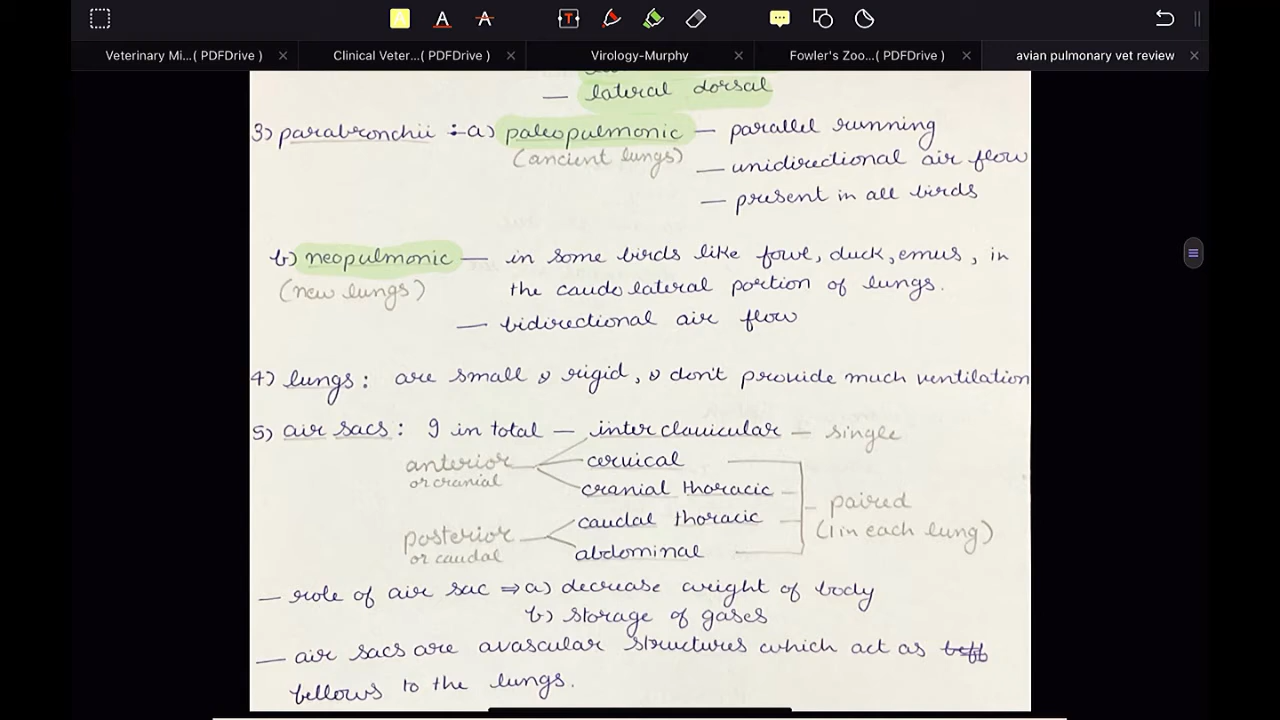 Veterinary Mi...( PDFDrive )
Clinical Veter...( PDFDrive )
Virology-Murphy
Fowler's Zoo...( PDFDrive )
avian pulmonary vet review
— lateral dorsal
3) parabronchii :- a) paleopulmonic — parallel running
(ancient lungs)
— unidirectional air flow
— present in all birds
b) neopulmonic — in some birds like fowl, duck, emus, in
(new lungs)
the caudo lateral portion of lungs.
— bidirectional air flow
4) lungs : are small & rigid, & don't provide much ventilation
5) air sacs : 9 in total — inter clavicular — single
anterior
or cranial
cervical
cranial thoracic
posterior
or caudal
caudal thoracic
abdominal
paired
(1 in each lung)
— role of air sac ⇒ a) decrease weight of body
b) storage of gases
— air sacs are avascular structures which act as
bellows to the lungs.